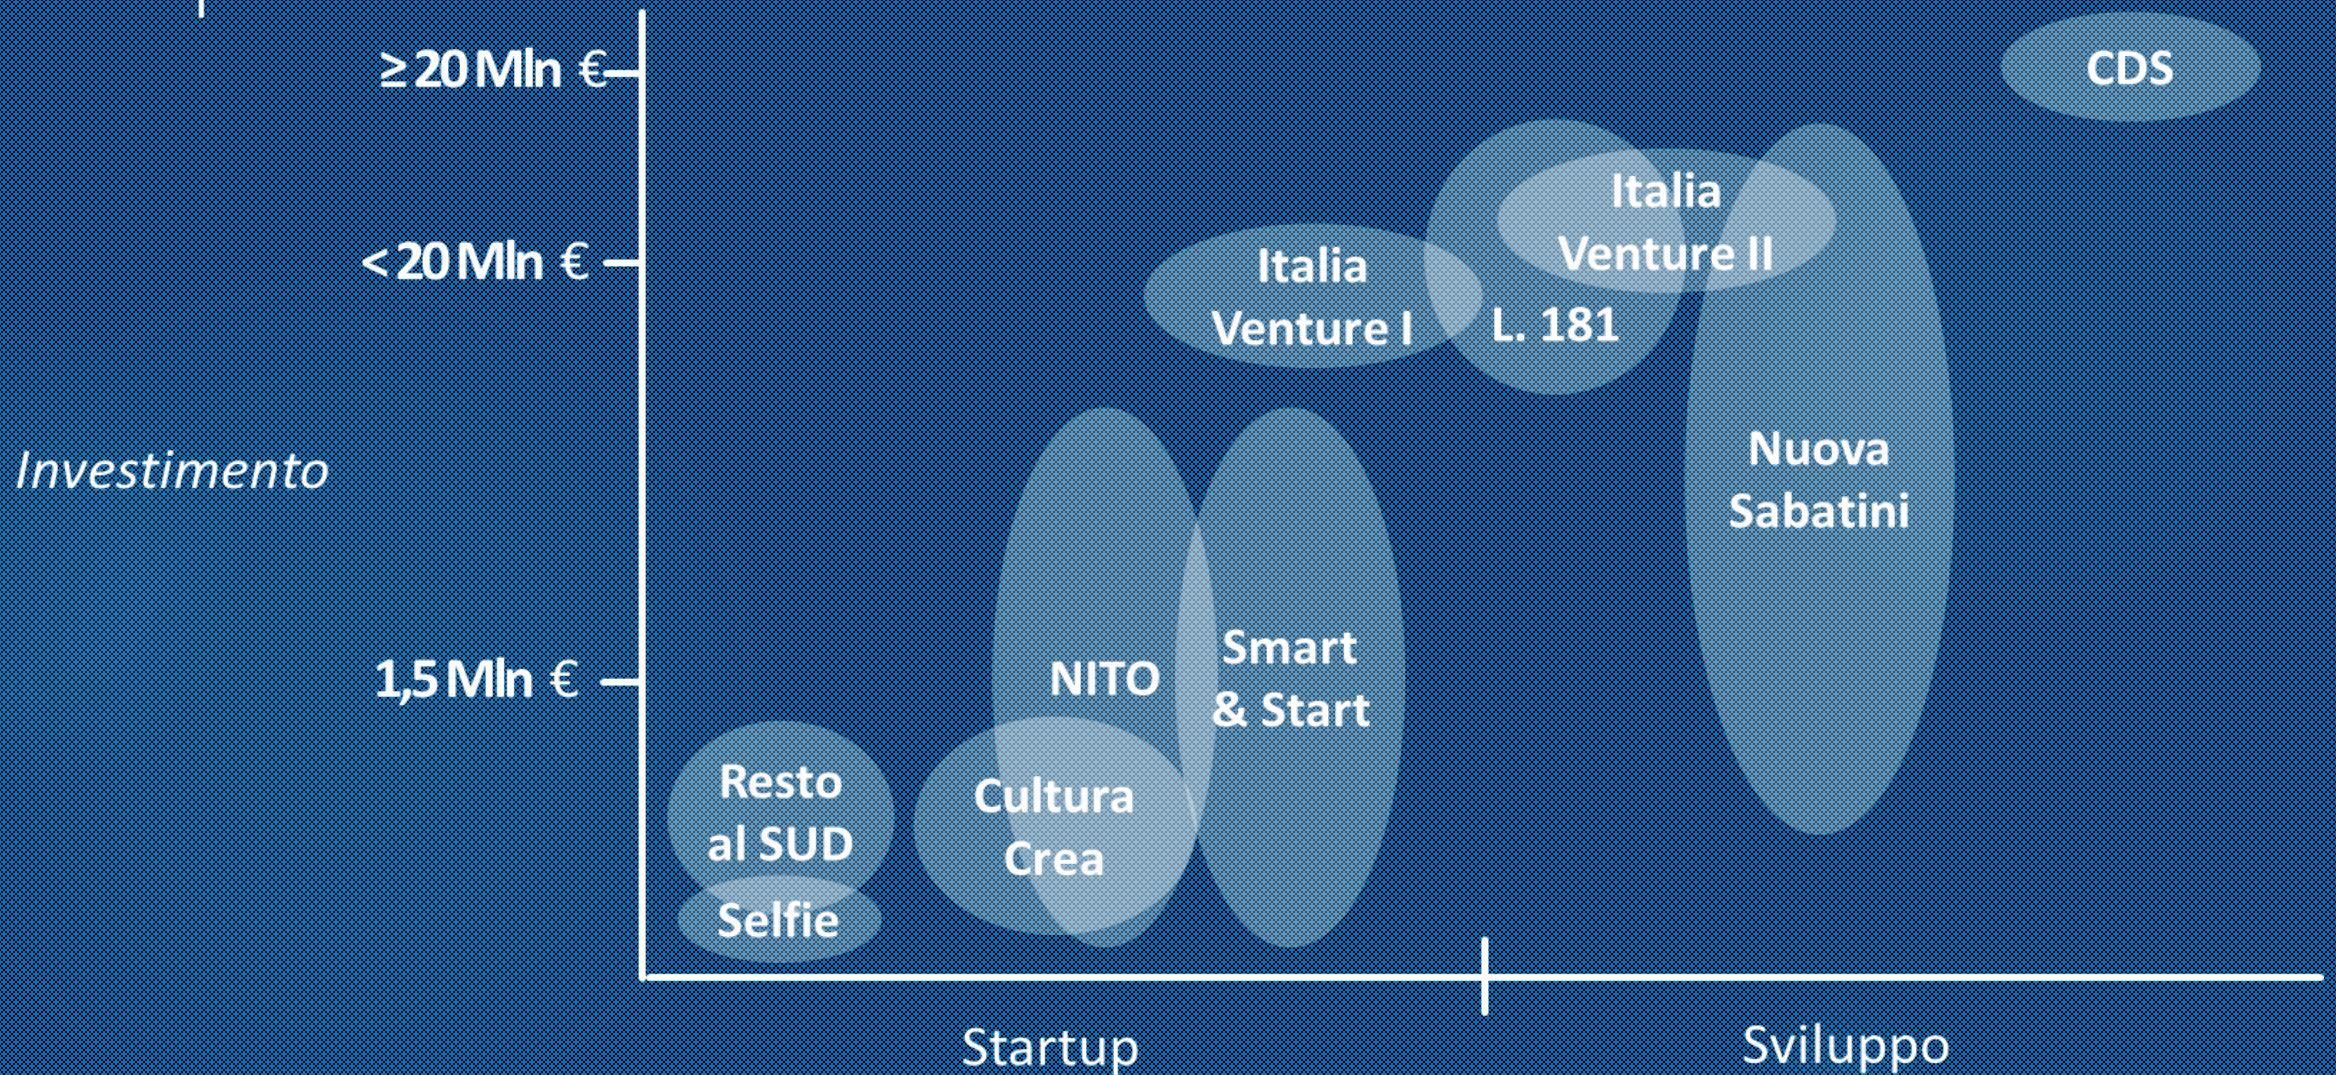 ≥ 20 Mln €
CDS
Italia
Venture II
< 20 Mln €
Italia
Venture I
L. 181
Investimento
Nuova
Sabatini
1,5 Mln €
NITO
Smart
& Start
Resto
al SUD
Cultura
Crea
Selfie
Startup
Sviluppo